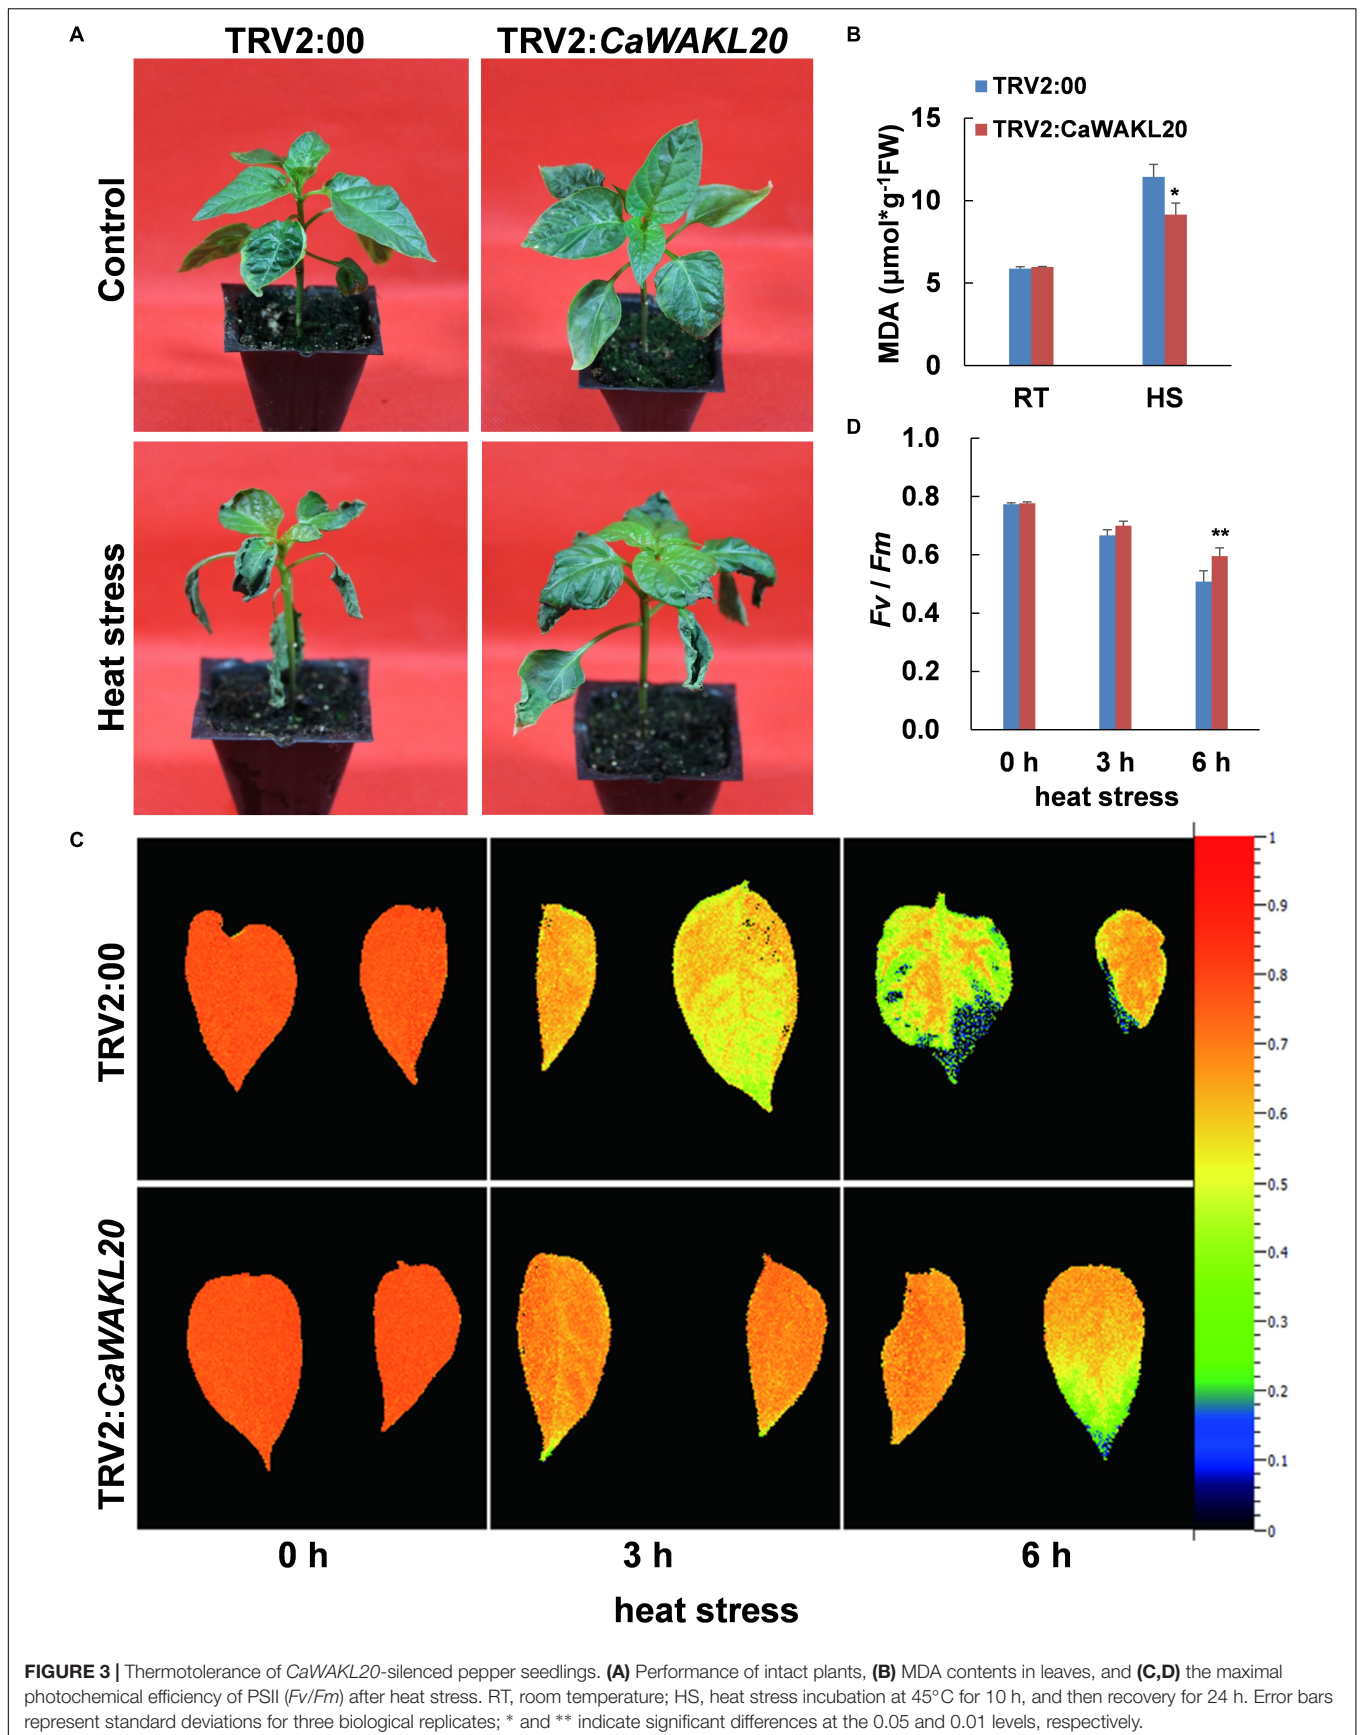 A
TRV2:00
TRV2:CaWAKL20
Control
Heat stress
B
TRV2:00
TRV2:CaWAKL20
MDA (µmol*g-1FW)
15
10
5
0
*
RT
HS
D
Fv / Fm
1.0
0.8
0.6
0.4
0.2
0.0
**
0 h
3 h
6 h
heat stress
C
TRV2:00
TRV2:CaWAKL20
1
0.9
0.8
0.7
0.6
0.5
0.4
0.3
0.2
0.1
0
0 h
3 h
6 h
heat stress
FIGURE 3 | Thermotolerance of CaWAKL20-silenced pepper seedlings. (A) Performance of intact plants, (B) MDA contents in leaves, and (C,D) the maximal
photochemical efficiency of PSII (Fv/Fm) after heat stress. RT, room temperature; HS, heat stress incubation at 45°C for 10 h, and then recovery for 24 h. Error bars
represent standard deviations for three biological replicates; * and ** indicate significant differences at the 0.05 and 0.01 levels, respectively.